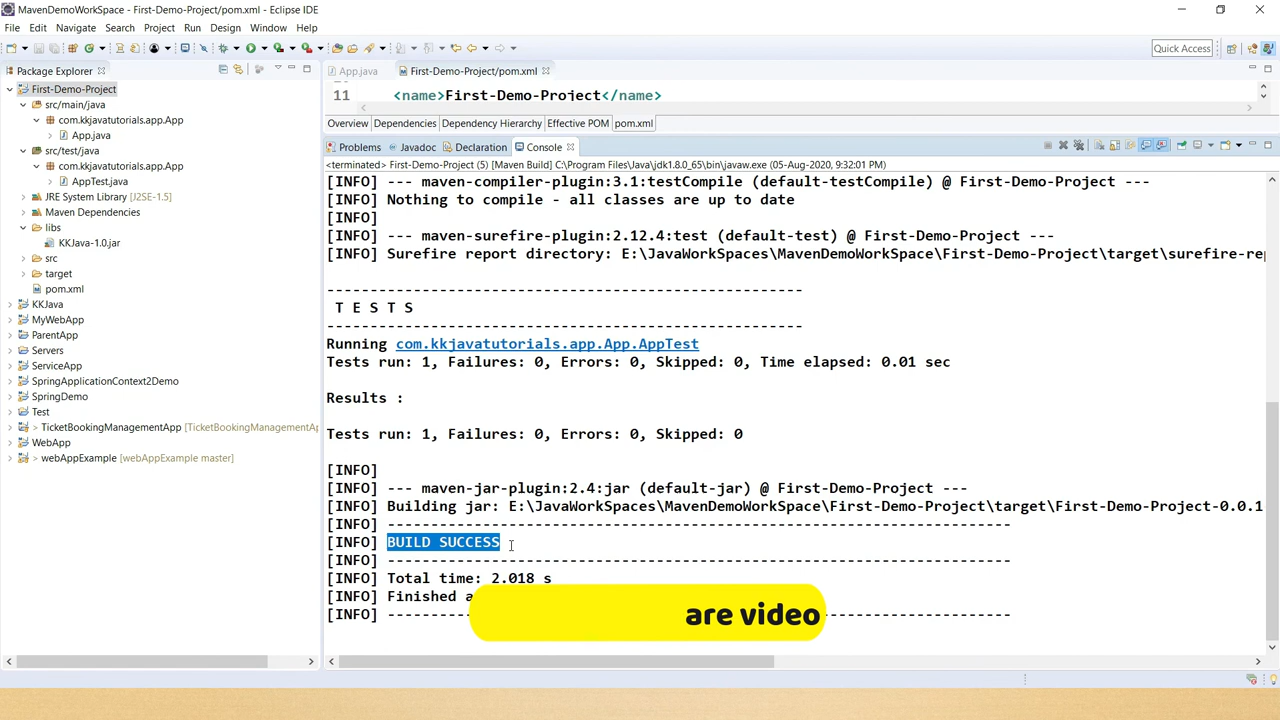 MavenDemoWorkSpace - First-Demo-Project/pom.xml - Eclipse IDE
File Edit Navigate Search Project Run Design Window Help
Quick Access
Package Explorer
First-Demo-Project
src/main/java
com.kkjavatutorials.app.App
App.java
src/test/java
com.kkjavatutorials.app.App
AppTest.java
JRE System Library [J2SE-1.5]
Maven Dependencies
libs
KKJava-1.0.jar
src
target
pom.xml
KKJava
MyWebApp
ParentApp
Servers
ServiceApp
SpringApplicationContext2Demo
SpringDemo
Test
> TicketBookingManagementApp [TicketBookingManagementAp
WebApp
> webAppExample [webAppExample master]
App.java First-Demo-Project/pom.xml
11 <name>First-Demo-Project</name>
Overview Dependencies Dependency Hierarchy Effective POM pom.xml
Problems Javadoc Declaration Console
<terminated> First-Demo-Project (5) [Maven Build] C:\Program Files\Java\jdk1.8.0_65\bin\javaw.exe (05-Aug-2020, 9:32:01 PM)
[INFO] --- maven-compiler-plugin:3.1:testCompile (default-testCompile) @ First-Demo-Project ---
[INFO] Nothing to compile - all classes are up to date
[INFO]
[INFO] --- maven-surefire-plugin:2.12.4:test (default-test) @ First-Demo-Project ---
[INFO] Surefire report directory: E:\JavaWorkSpaces\MavenDemoWorkSpace\First-Demo-Project\target\surefire-rep
-------------------------------------------------------
T E S T S
-------------------------------------------------------
Running com.kkjavatutorials.app.App.AppTest
Tests run: 1, Failures: 0, Errors: 0, Skipped: 0, Time elapsed: 0.01 sec
Results :
Tests run: 1, Failures: 0, Errors: 0, Skipped: 0
[INFO]
[INFO] --- maven-jar-plugin:2.4:jar (default-jar) @ First-Demo-Project ---
[INFO] Building jar: E:\JavaWorkSpaces\MavenDemoWorkSpace\First-Demo-Project\target\First-Demo-Project-0.0.1
[INFO] ------------------------------------------------------------------------
[INFO] BUILD SUCCESS
[INFO] ------------------------------------------------------------------------
[INFO] Total time: 2.018 s
[INFO] Finished a
[INFO] ------------------------------------------------------------------------
are video